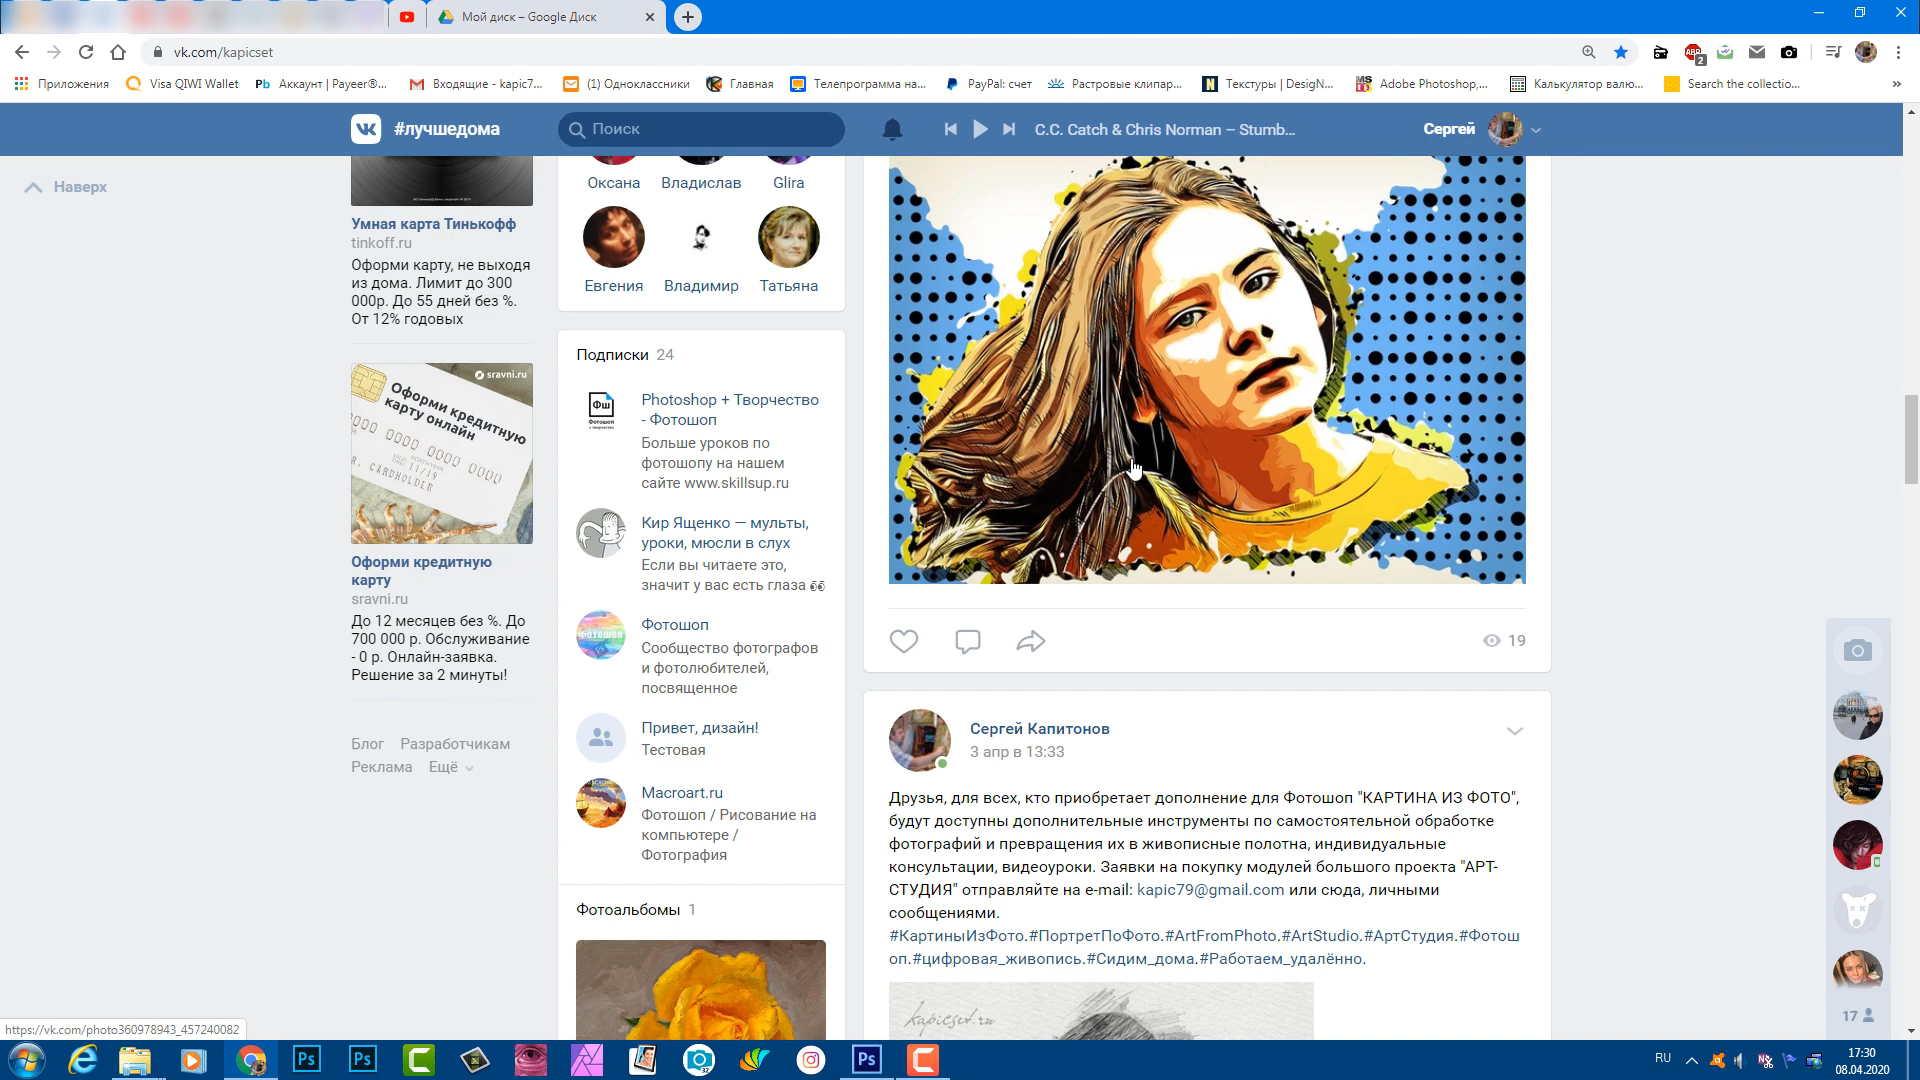 Мой диск – Google Диск
vk.com/kapicset
ABP
2
Приложения
Visa QIWI Wallet
Pb Аккаунт | Payeer®...
Входящие - kapic7...
(1) Одноклассники
Главная
Телепрограмма на...
PayPal: счет
Растровые клипар...
Текстуры | DesigN...
Adobe Photoshop,...
Калькулятор валю...
Search the collectio...
#лучшедома
Поиск
C.C. Catch & Chris Norman – Stumb...
Сергей
Наверх
Умная карта Тинькофф
tinkoff.ru
Оформи карту, не выходя
из дома. Лимит до 300
000р. До 55 дней без %.
От 12% годовых
sravni.ru
Оформи кредитную
карту онлайн
0000 0000 0000
11/19
R. CARDHOLDER
Оформи кредитную
карту
sravni.ru
До 12 месяцев без %. До
700 000 р. Обслуживание
- 0 р. Онлайн-заявка.
Решение за 2 минуты!
Блог Разработчикам
Реклама Ещё
Оксана Владислав Glira
Евгения Владимир Татьяна
Подписки 24
Фш
Фотошоп
Photoshop + Творчество
- Фотошоп
Больше уроков по
фотошопу на нашем
сайте www.skillsup.ru
Кир Ященко — мульты,
уроки, мюсли в слух
Если вы читаете это,
значит у вас есть глаза
ФОТОШОП
Фотошоп
Сообщество фотографов
и фотолюбителей,
посвященное
Привет, дизайн!
Тестовая
Macroart.ru
Фотошоп / Рисование на
компьютере /
Фотография
Фотоальбомы 1
19
Сергей Капитонов
3 апр в 13:33
Друзья, для всех, кто приобретает дополнение для Фотошоп "КАРТИНА ИЗ ФОТО",
будут доступны дополнительные инструменты по самостоятельной обработке
фотографий и превращения их в живописные полотна, индивидуальные
консультации, видеоуроки. Заявки на покупку модулей большого проекта "АРТ-
СТУДИЯ" отправляйте на e-mail: kapic79@gmail.com или сюда, личными
сообщениями.
#КартиныИзФото.#ПортретПоФото.#ArtFromPhoto.#ArtStudio.#АртСтудия.#Фотош
оп.#цифровая_живопись.#Сидим_дома.#Работаем_удалённо.
kapicset.ru
17
https://vk.com/photo360978943_457240082
Ps
Ps
32
Ps
RU
17:30
08.04.2020